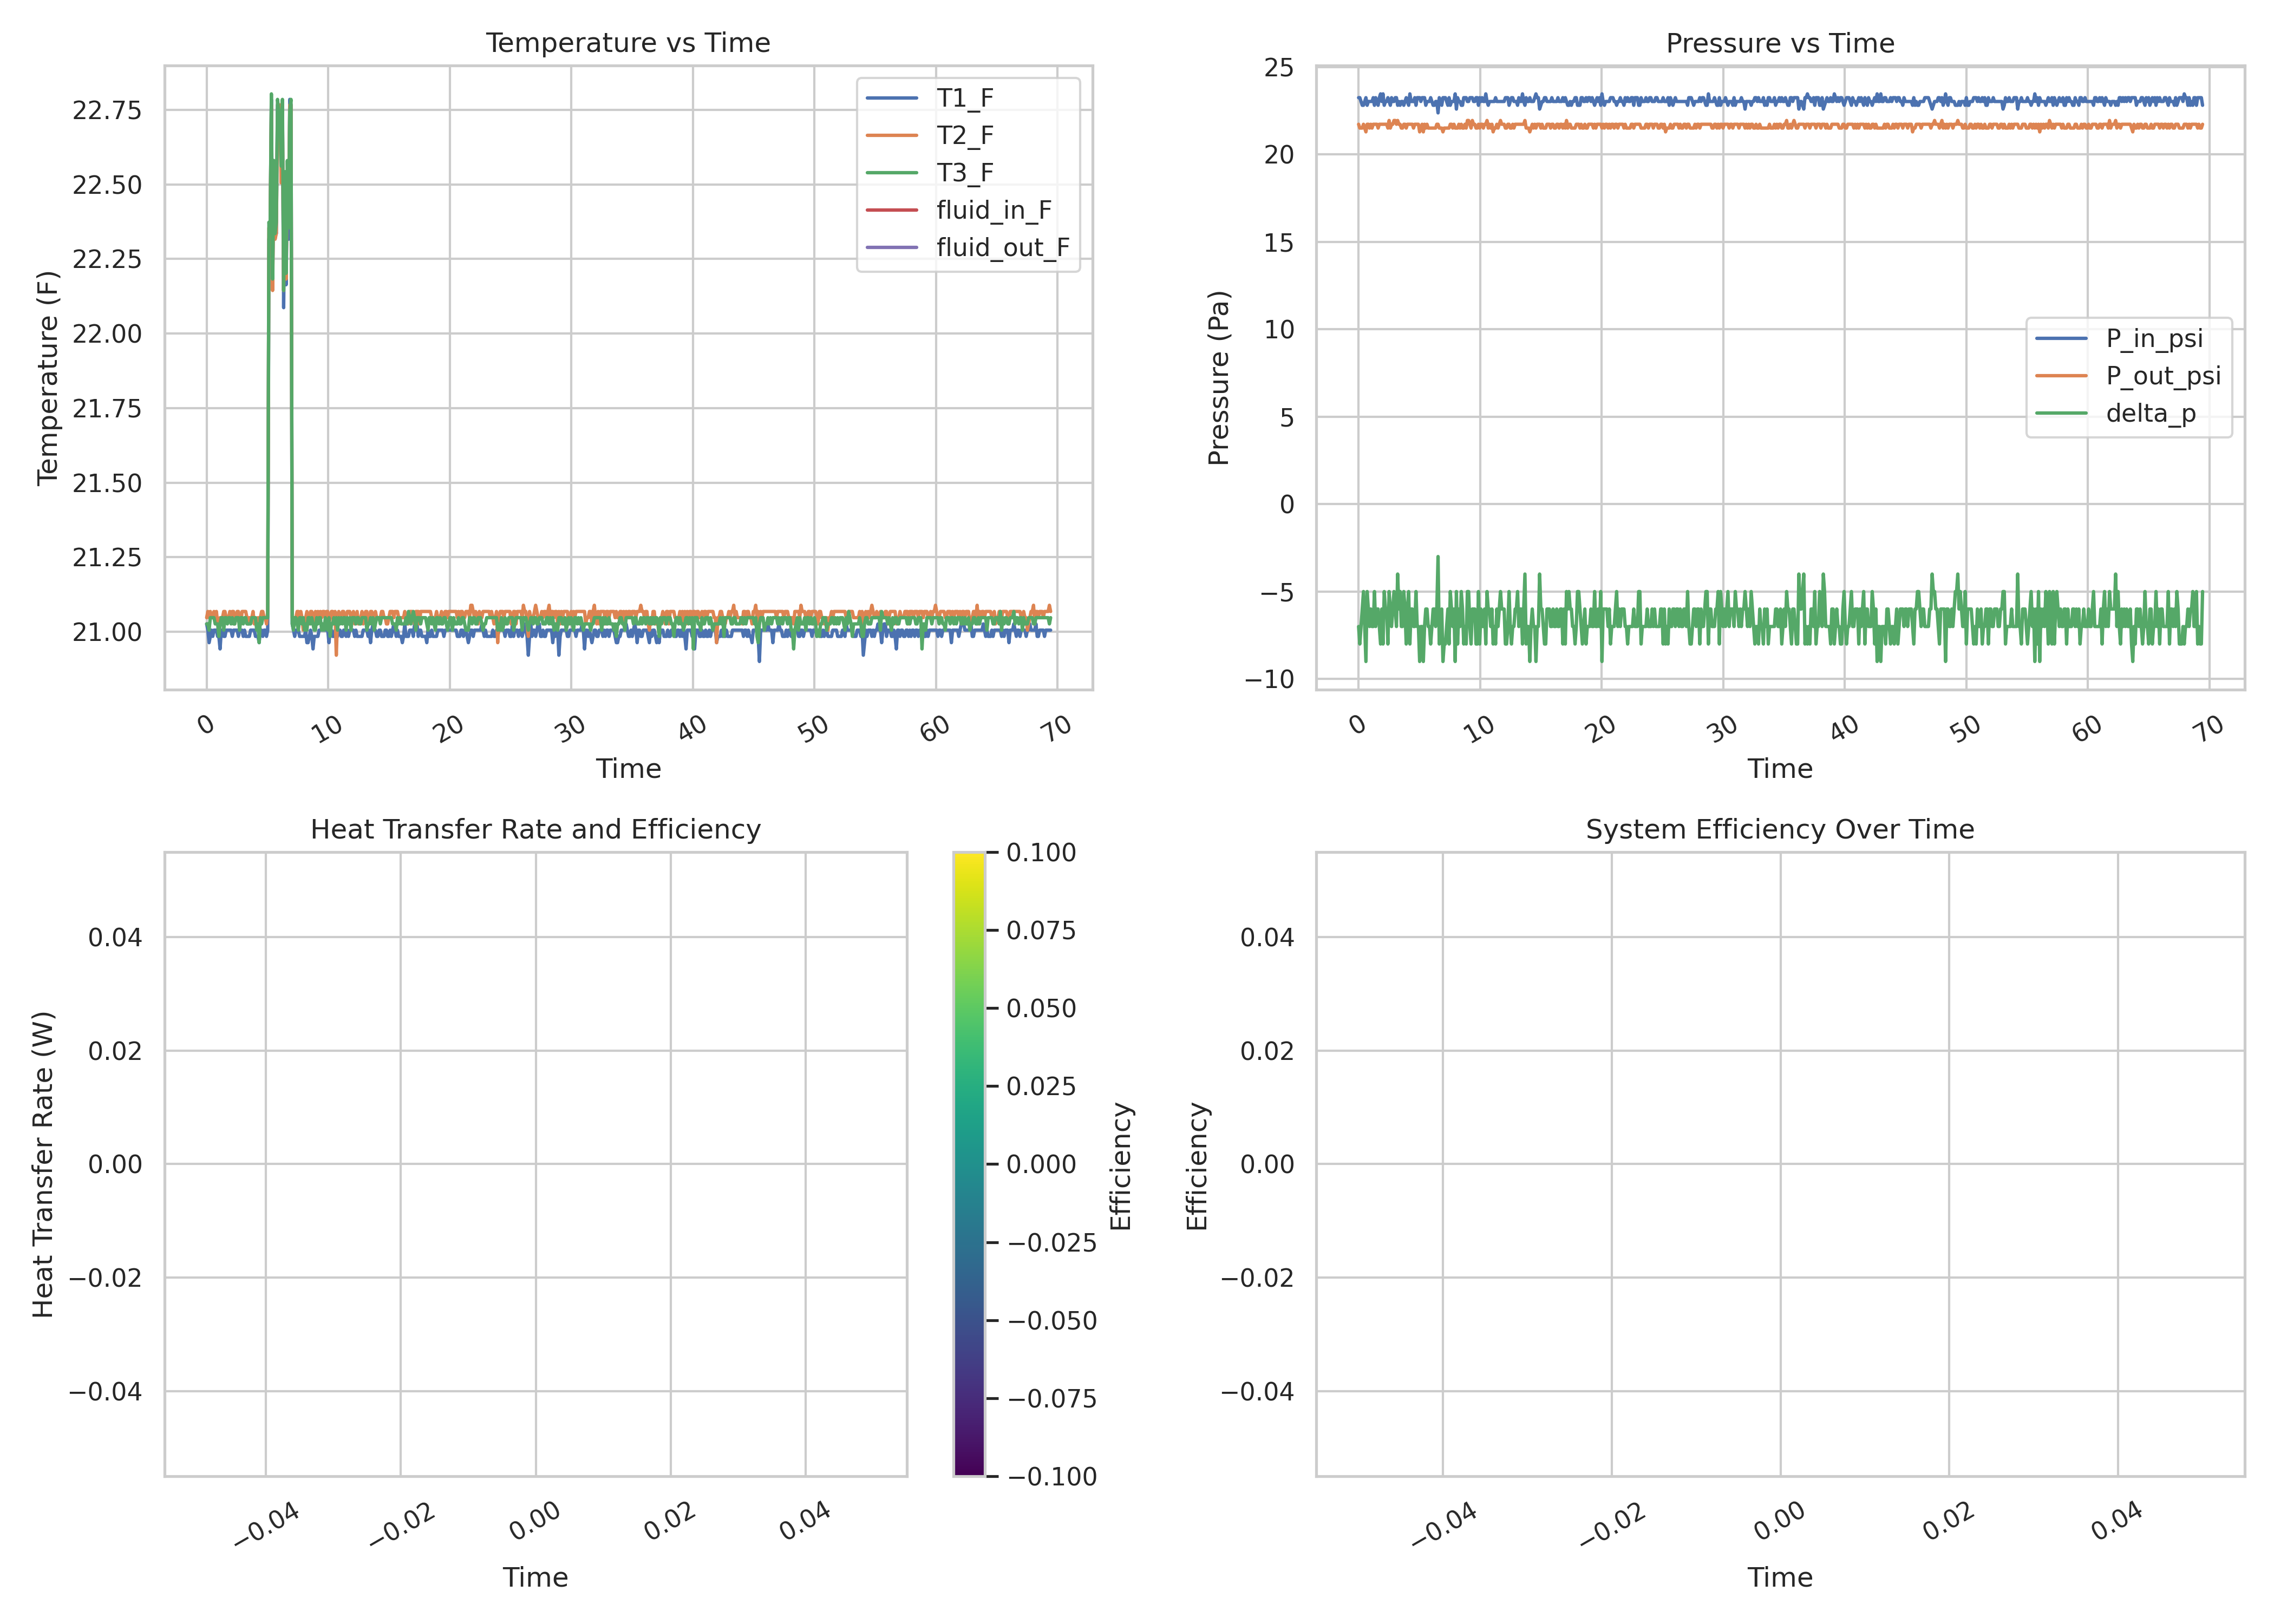 Temperature vs Time
Temperature (F)
22.75
22.50
22.25
22.00
21.75
21.50
21.25
21.00
T1_F
T2_F
T3_F
fluid_in_F
fluid_out_F
0
10
20
30
40
50
60
70
Time
Pressure vs Time
Pressure (Pa)
25
20
15
10
5
0
−5
−10
P_in_psi
P_out_psi
delta_p
0
10
20
30
40
50
60
70
Time
Heat Transfer Rate and Efficiency
Heat Transfer Rate (W)
0.04
0.02
0.00
−0.02
−0.04
−0.04
−0.02
0.00
0.02
0.04
Time
0.100
0.075
0.050
0.025
0.000
−0.025
−0.050
−0.075
−0.100
Efficiency
System Efficiency Over Time
Efficiency
0.04
0.02
0.00
−0.02
−0.04
−0.04
−0.02
0.00
0.02
0.04
Time